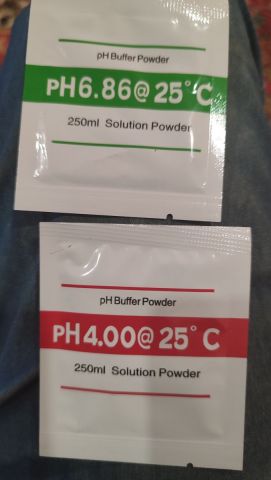 pH Buffer Powder
pH6.86@ 25°C
250ml Solution Powder
pH Buffer Powder
pH4.00@ 25°C
250ml Solution Powder